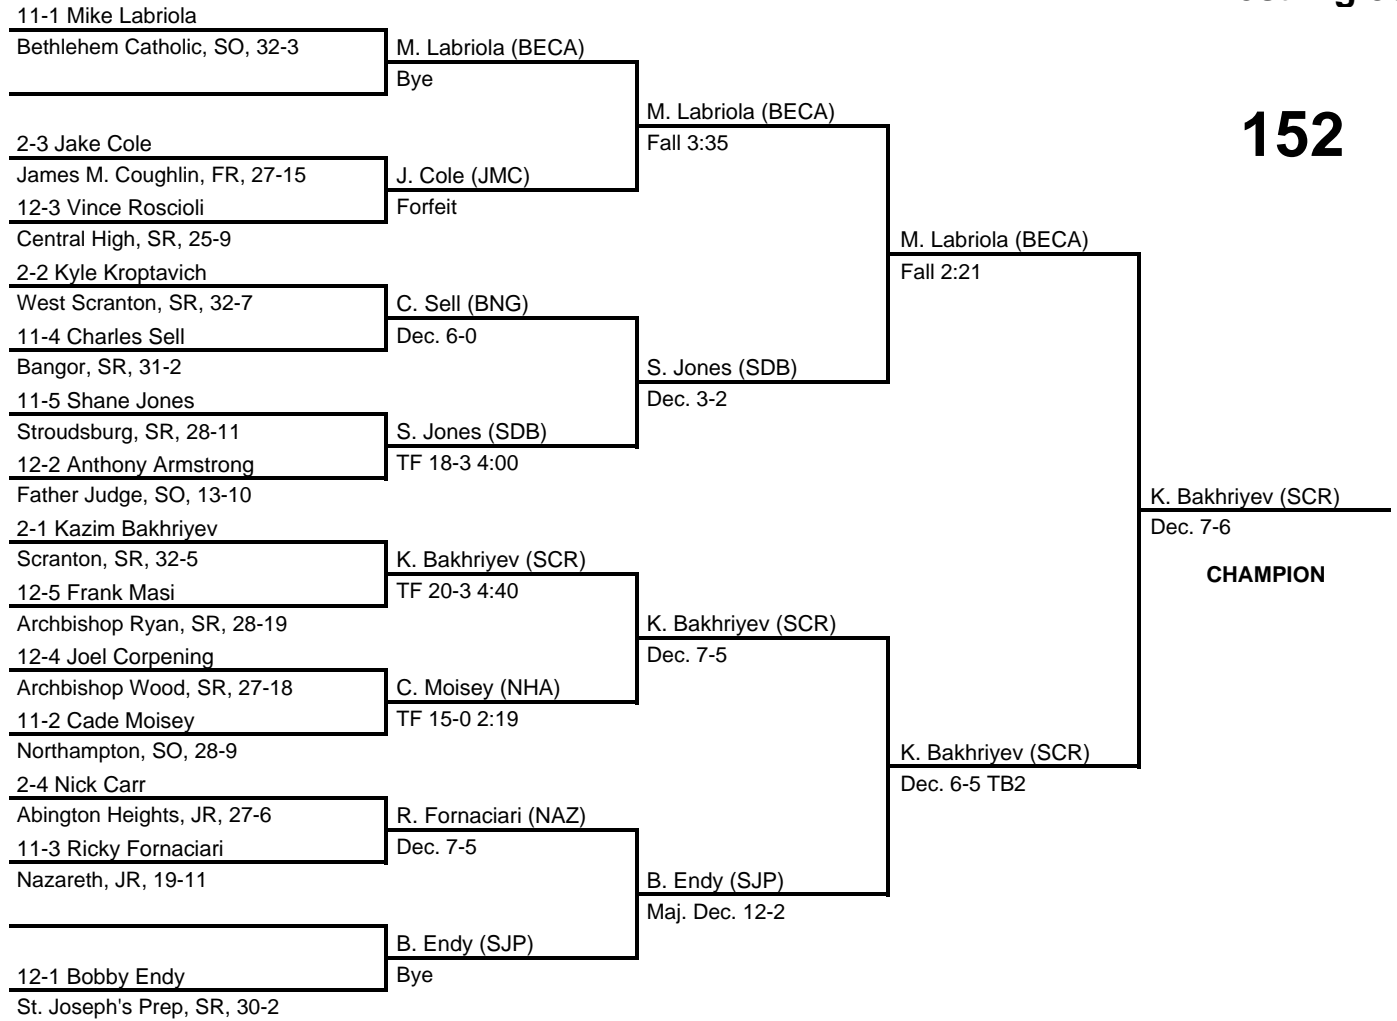 11-1 Mike Labriola
Bethlehem Catholic, SO, 32-3
M. Labriola (BECA)
Bye
M. Labriola (BECA)
Fall 3:35
152
2-3 Jake Cole
James M. Coughlin, FR, 27-15
J. Cole (JMC)
12-3 Vince Roscioli
Forfeit
Central High, SR, 25-9
M. Labriola (BECA)
Fall 2:21
2-2 Kyle Kroptavich
West Scranton, SR, 32-7
C. Sell (BNG)
11-4 Charles Sell
Dec. 6-0
Bangor, SR, 31-2
S. Jones (SDB)
Dec. 3-2
11-5 Shane Jones
Stroudsburg, SR, 28-11
S. Jones (SDB)
12-2 Anthony Armstrong
TF 18-3 4:00
Father Judge, SO, 13-10
K. Bakhriyev (SCR)
Dec. 7-6
CHAMPION
2-1 Kazim Bakhriyev
Scranton, SR, 32-5
K. Bakhriyev (SCR)
12-5 Frank Masi
TF 20-3 4:40
Archbishop Ryan, SR, 28-19
K. Bakhriyev (SCR)
Dec. 7-5
12-4 Joel Corpening
Archbishop Wood, SR, 27-18
C. Moisey (NHA)
11-2 Cade Moisey
TF 15-0 2:19
Northampton, SO, 28-9
K. Bakhriyev (SCR)
Dec. 6-5 TB2
2-4 Nick Carr
Abington Heights, JR, 27-6
R. Fornaciari (NAZ)
11-3 Ricky Fornaciari
Dec. 7-5
Nazareth, JR, 19-11
B. Endy (SJP)
Maj. Dec. 12-2
B. Endy (SJP)
12-1 Bobby Endy
Bye
St. Joseph's Prep, SR, 30-2